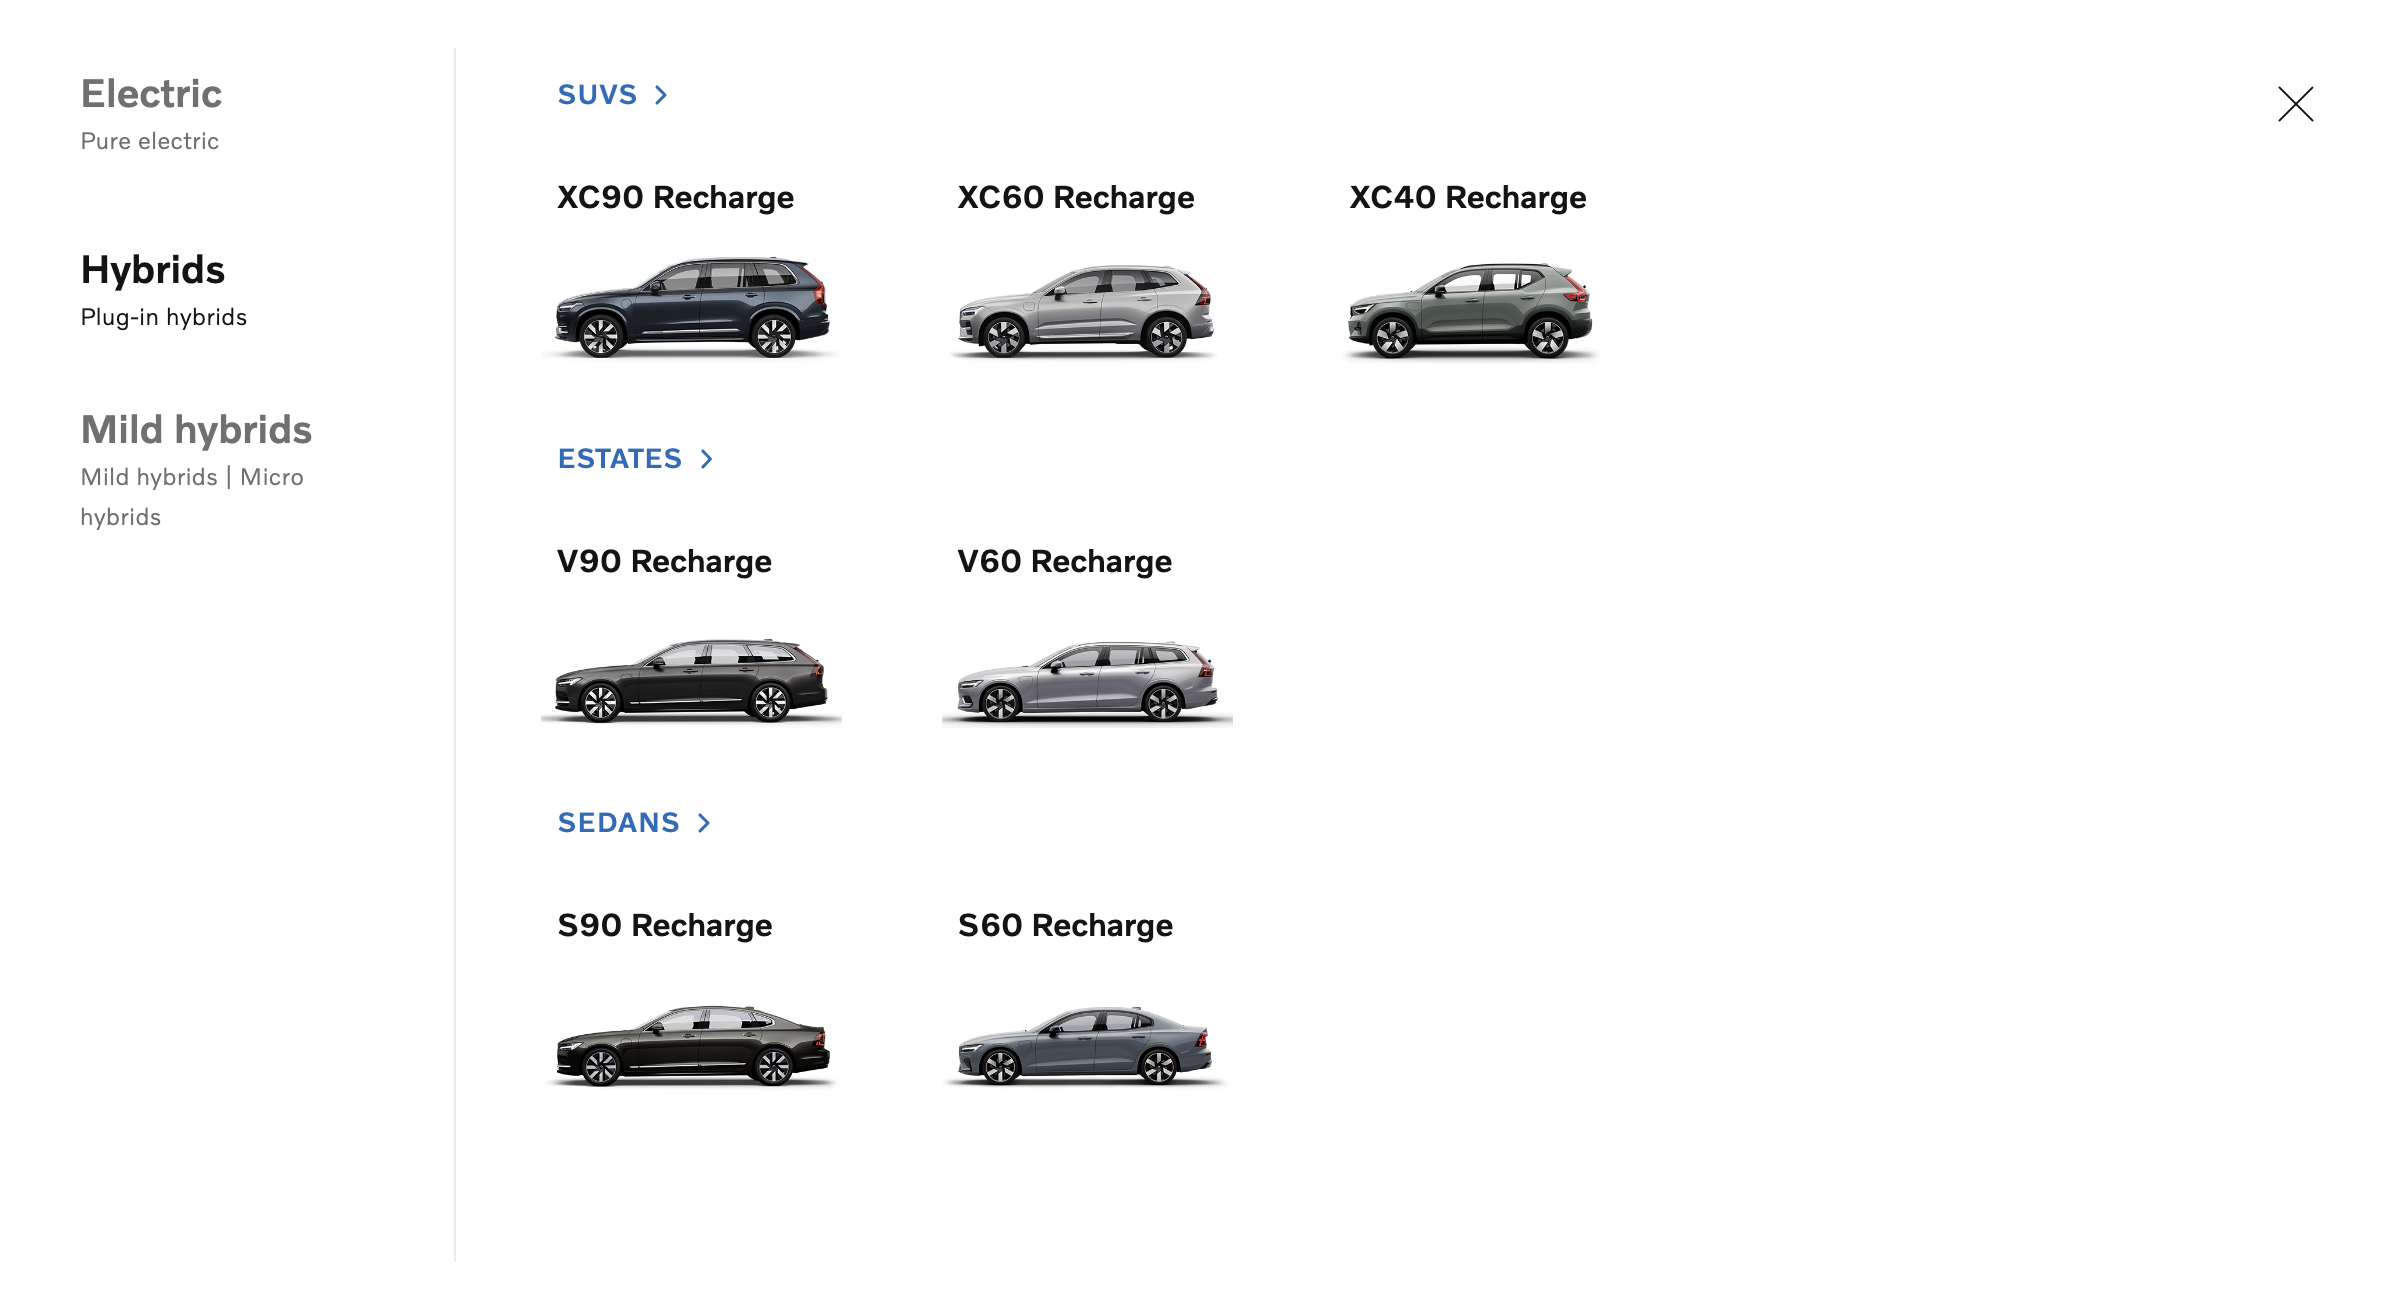 Electric
Pure electric
Hybrids
Plug-in hybrids
Mild hybrids
Mild hybrids | Micro
hybrids
SUVS
XC90 Recharge
XC60 Recharge
XC40 Recharge
ESTATES
V90 Recharge
V60 Recharge
SEDANS
S90 Recharge
S60 Recharge